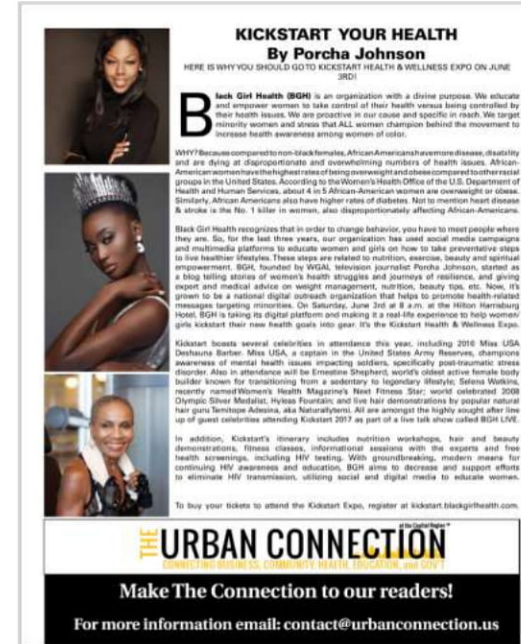 KICKSTART YOUR HEALTH
By Porcha Johnson
HERE IS WHY YOU SHOULD GO TO KICKSTART HEALTH & WELLNESS EXPO ON JUNE
3RD!
Black Girl Health (BGH) is an organization with a divine purpose. We educate
and empower women to take control of their health versus being controlled by
their health issues. We are proactive in our cause and specific in reach. We target
minority women and stress that ALL women champion behind the movement to
increase health awareness among women of color.
WHY? Because compared to non-black females, African Americans have more disease, disability
and are dying at disproportionate and overwhelming numbers of health issues. African-
American women have the highest rates of being overweight and obese compared to other racial
groups in the United States. According to the Women's Health Office of the U.S. Department of
Health and Human Services, about 4 in 5 African-American women are overweight or obese.
Similarly, African Americans also have higher rates of diabetes. Not to mention heart disease
& stroke is the No. 1 killer in women, also disproportionately affecting African-Americans.
Black Girl Health recognizes that in order to change behavior, you have to meet people where
they are. So, for the last three years, our organization has used social media campaigns
and multimedia platforms to educate women and girls on how to take preventative steps
to live healthier lifestyles. These steps are related to nutrition, exercise, beauty and spiritual
empowerment. BGH, founded by WGAL television journalist Porcha Johnson, started as
a blog telling stories of women's health struggles and journeys of resilience, and giving
expert and medical advice on weight management, nutrition, beauty tips, etc. Now, it's
grown to be a national digital outreach organization that helps to promote health-related
messages targeting minorities. On Saturday, June 3rd at 8 a.m. at the Hilton Harrisburg
Hotel, BGH is taking its digital platform and making it a real-life experience to help women/
girls kickstart their new health goals into gear. It's the Kickstart Health & Wellness Expo.
Kickstart boasts several celebrities in attendance this year, including 2016 Miss USA
Deshauna Barber. Miss USA, a captain in the United States Army Reserves, champions
awareness of mental health issues impacting soldiers, specifically post-traumatic stress
disorder. Also in attendance will be Ernestine Shepherd, world's oldest active female body
builder known for transitioning from a sedentary to legendary lifestyle; Selena Watkins,
recently named Women's Health Magazine's Next Fitness Star; world celebrated 2008
Olympic Silver Medalist, Hyleas Fountain; and live hair demonstrations by popular natural
hair guru Temitope Adesina, aka Naturallytemi. All are amongst the highly sought after line
up of guest celebrities attending Kickstart 2017 as part of a live talk show called BGH LIVE.
In addition, Kickstart's itinerary includes nutrition workshops, hair and beauty
demonstrations, fitness classes, informational sessions with the experts and free
health screenings, including HIV testing. With groundbreaking, modern means for
continuing HIV awareness and education, BGH aims to decrease and support efforts
to eliminate HIV transmission, utilizing social and digital media to educate women.
To buy your tickets to attend the Kickstart Expo, register at kickstart.blackgirlhealth.com.
at the Capital Region™
THE URBAN CONNECTION
CONNECTING BUSINESS, COMMUNITY HEALTH, EDUCATION, and GOV'T
Make The Connection to our readers!
For more information email: contact@urbanconnection.us